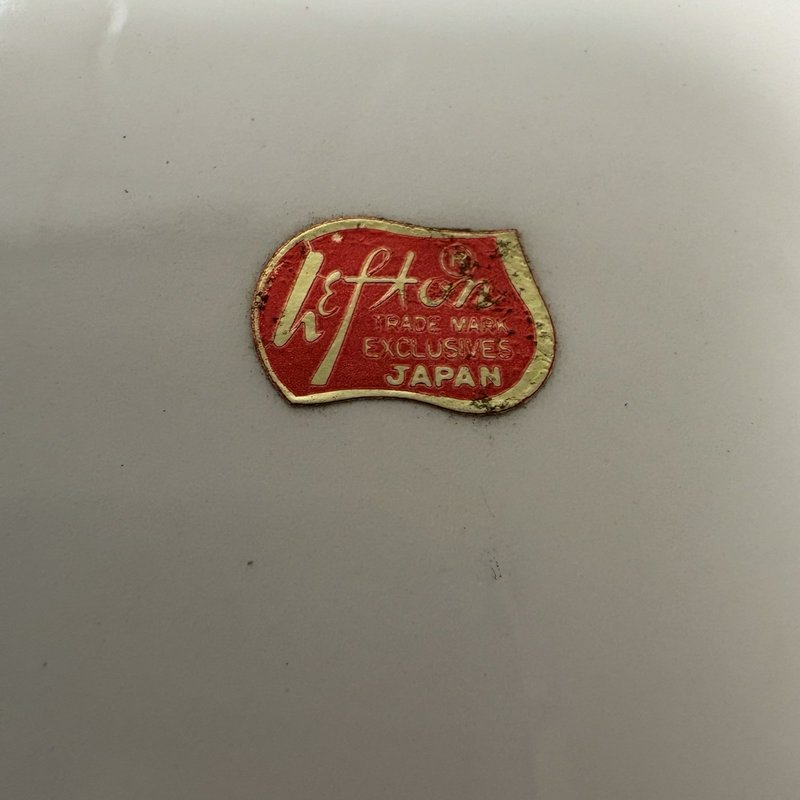 Lefton ®
TRADE MARK
EXCLUSIVES
JAPAN